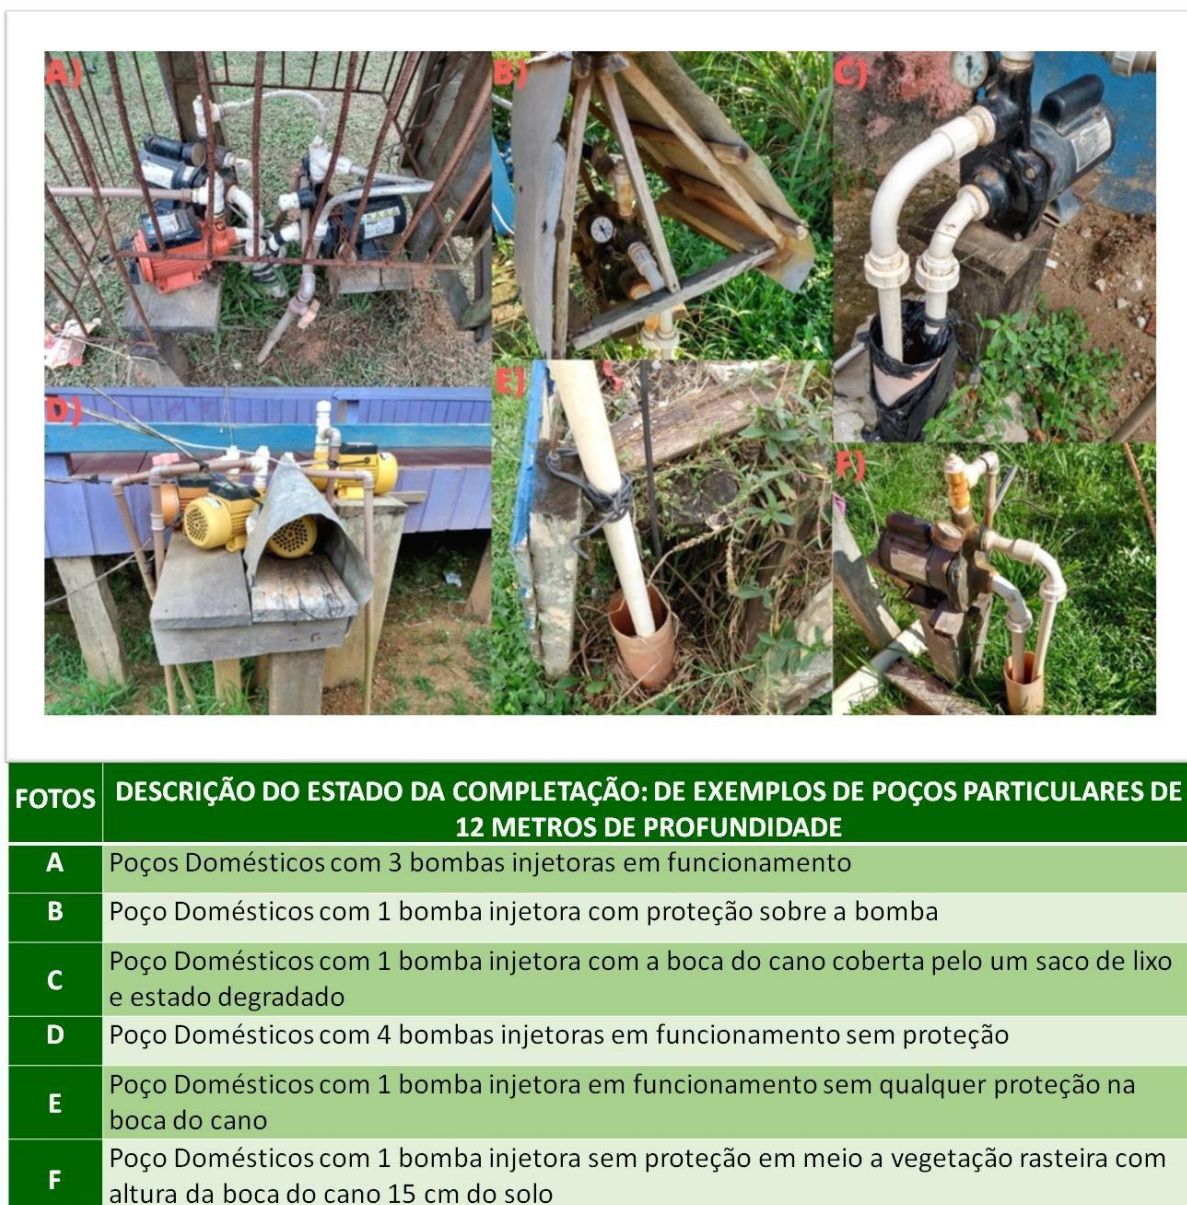 A)
B)
C)
D)
E)
F)
FOTOS
DESCRIÇÃO DO ESTADO DA COMPLETAÇÃO: DE EXEMPLOS DE POÇOS PARTICULARES DE
12 METROS DE PROFUNDIDADE
A
Poços Domésticos com 3 bombas injetoras em funcionamento
B
Poço Domésticos com 1 bomba injetora com proteção sobre a bomba
C
Poço Domésticos com 1 bomba injetora com a boca do cano coberta pelo um saco de lixo
e estado degradado
D
Poço Domésticos com 4 bombas injetoras em funcionamento sem proteção
E
Poço Domésticos com 1 bomba injetora em funcionamento sem qualquer proteção na
boca do cano
F
Poço Domésticos com 1 bomba injetora sem proteção em meio a vegetação rasteira com
altura da boca do cano 15 cm do solo